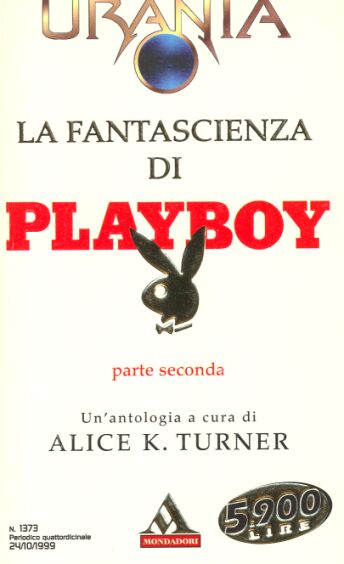 URANIA
LA FANTASCIENZA
DI
PLAYBOY
parte seconda
Un'antologia a cura di
ALICE K. TURNER
N. 1373
Periodico quattordicinale
24/10/1999
MONDADORI
5.900
LIRE